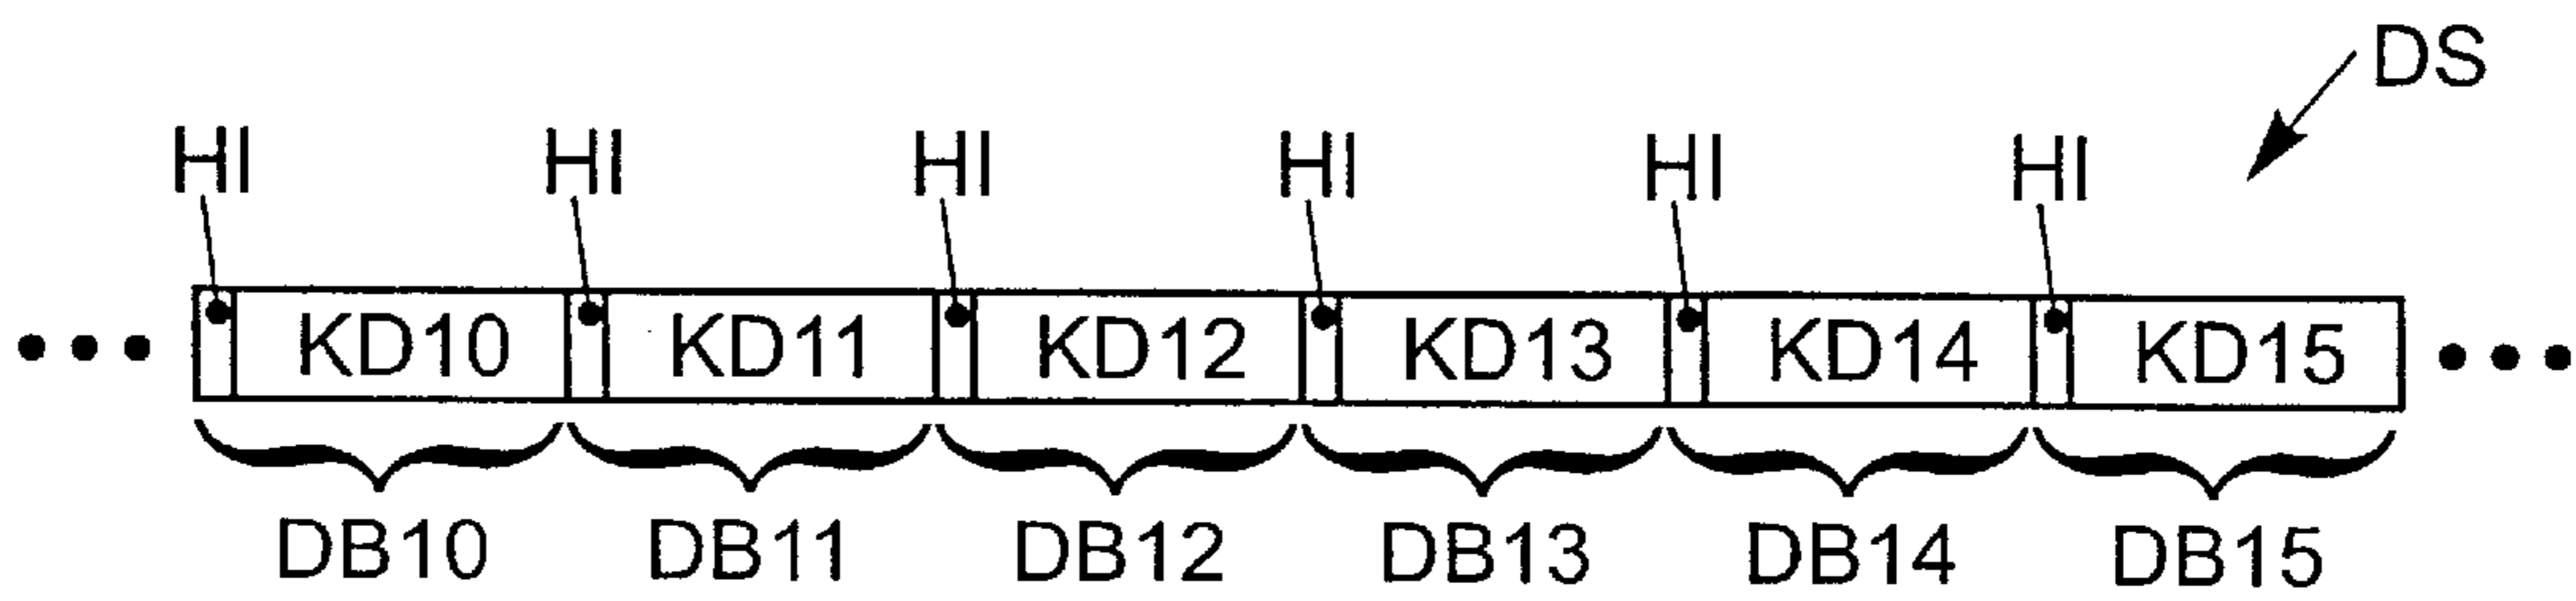 DS
HI HI HI HI HI HI
KD10 KD11 KD12 KD13 KD14 KD15
DB10 DB11 DB12 DB13 DB14 DB15